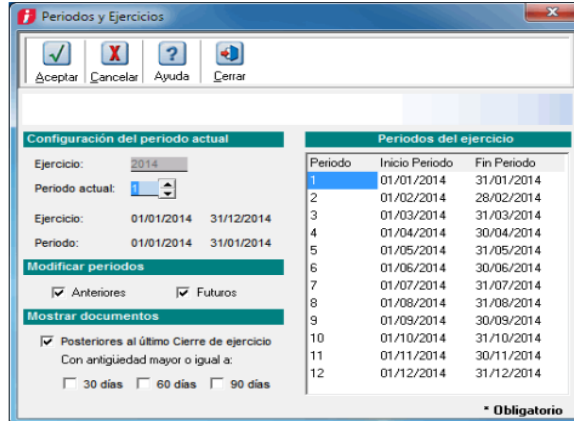 Periodos y Ejercicios
Aceptar Cancelar Ayuda Cerrar
Configuración del periodo actual
Ejercicio: 2014
Periodo actual: 1
Ejercicio: 01/01/2014 31/12/2014
Periodo: 01/01/2014 31/01/2014
Modificar periodos
Anteriores Futuros
Mostrar documentos
Posteriores al último Cierre de ejercicio
Con antigüedad mayor o igual a:
30 días 60 días 90 días
Periodos del ejercicio
Periodo Inicio Periodo Fin Periodo
1 01/01/2014 31/01/2014
2 01/02/2014 28/02/2014
3 01/03/2014 31/03/2014
4 01/04/2014 30/04/2014
5 01/05/2014 31/05/2014
6 01/06/2014 30/06/2014
7 01/07/2014 31/07/2014
8 01/08/2014 31/08/2014
9 01/09/2014 30/09/2014
10 01/10/2014 31/10/2014
11 01/11/2014 30/11/2014
12 01/12/2014 31/12/2014
* Obligatorio